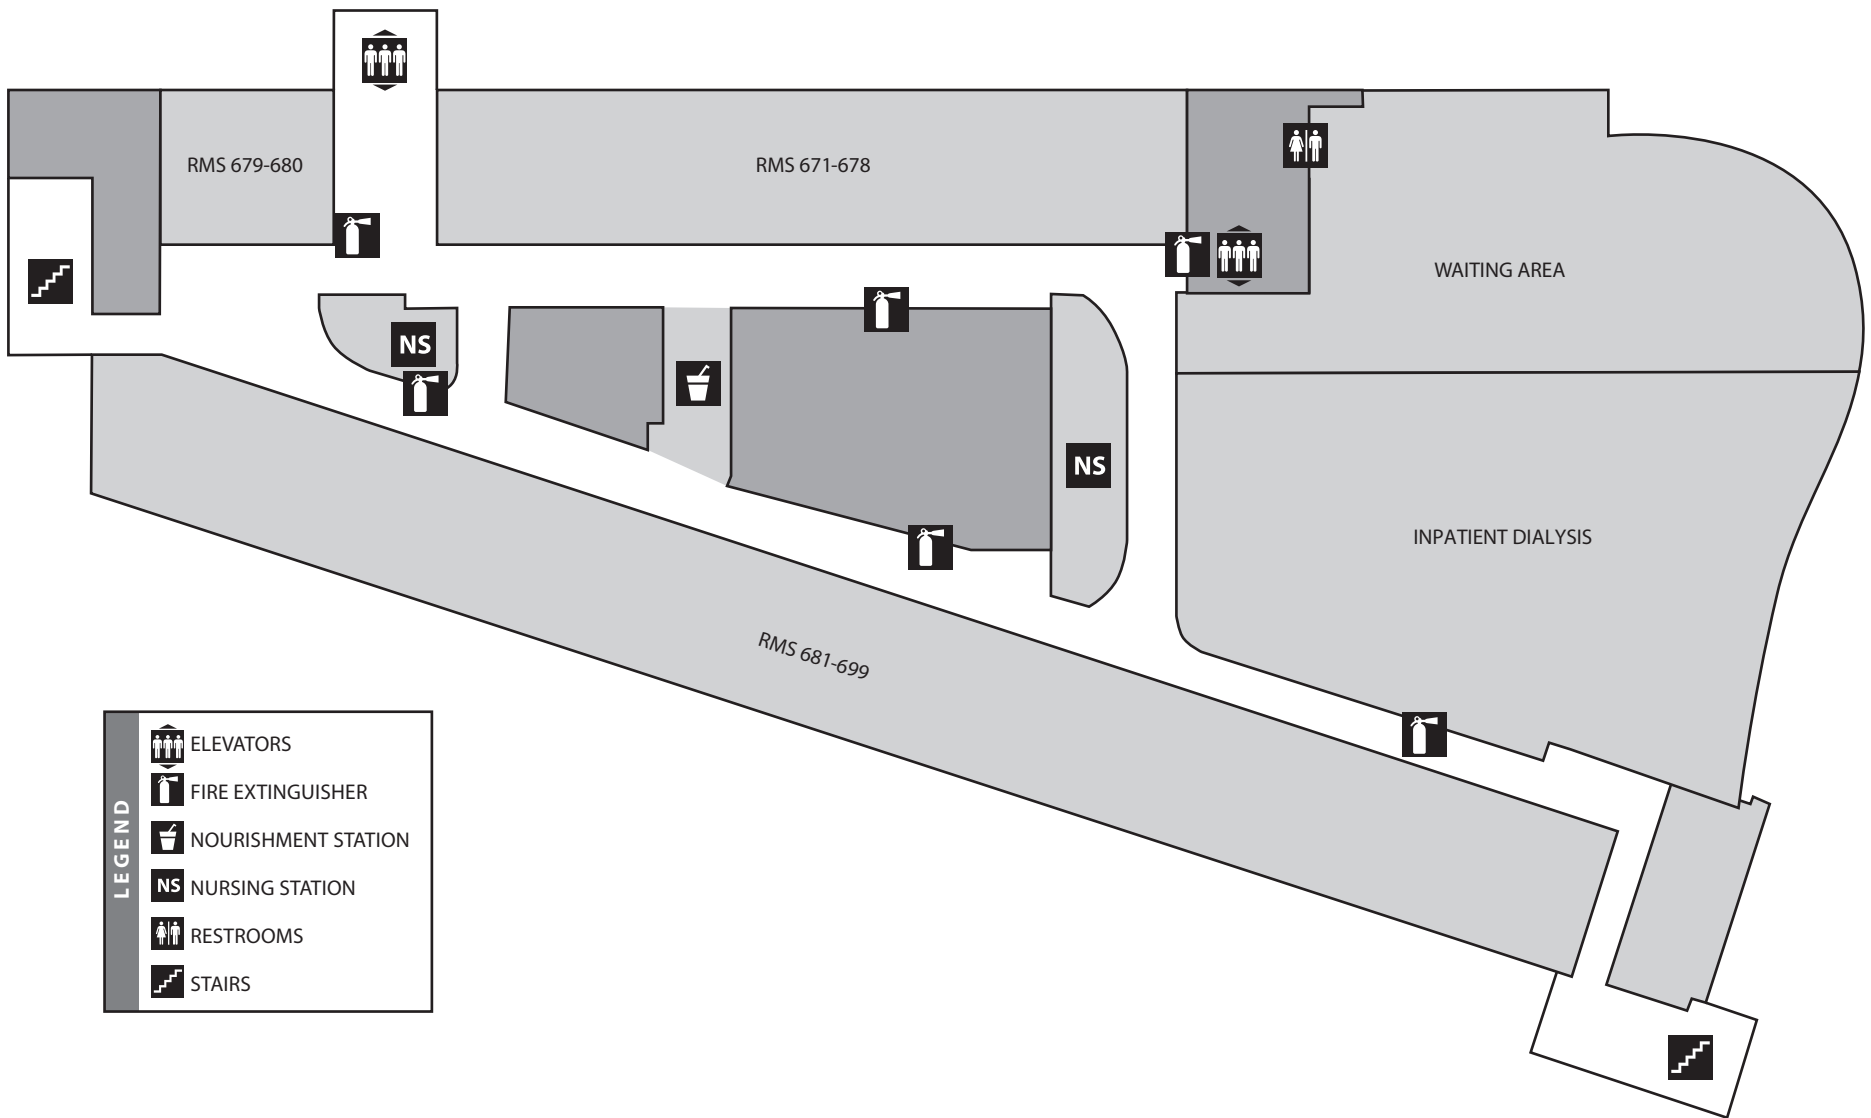 RMS 679-680
RMS 671-678
WAITING AREA
NS
NS
INPATIENT DIALYSIS
RMS 681-699
LEGEND
ELEVATORS
FIRE EXTINGUISHER
NOURISHMENT STATION
NS NURSING STATION
RESTROOMS
STAIRS